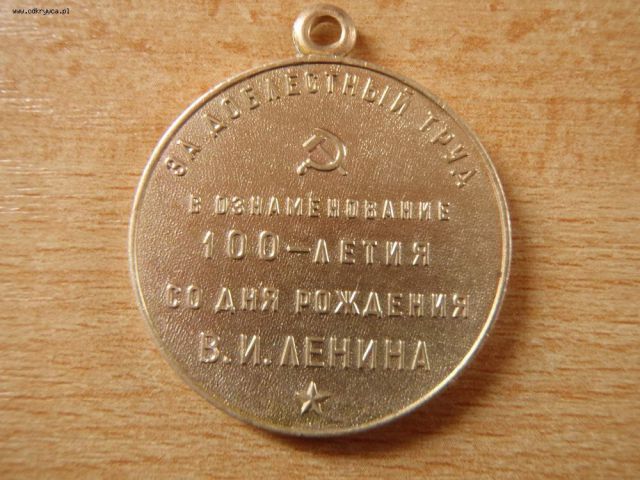 www.odkrywca.pl
ЗА ДОБЛЕСТНЫЙ ТРУД
В ОЗНАМЕНОВАНИЕ
100-ЛЕТИЯ
СО ДНЯ РОЖДЕНИЯ
В.И.ЛЕНИНА